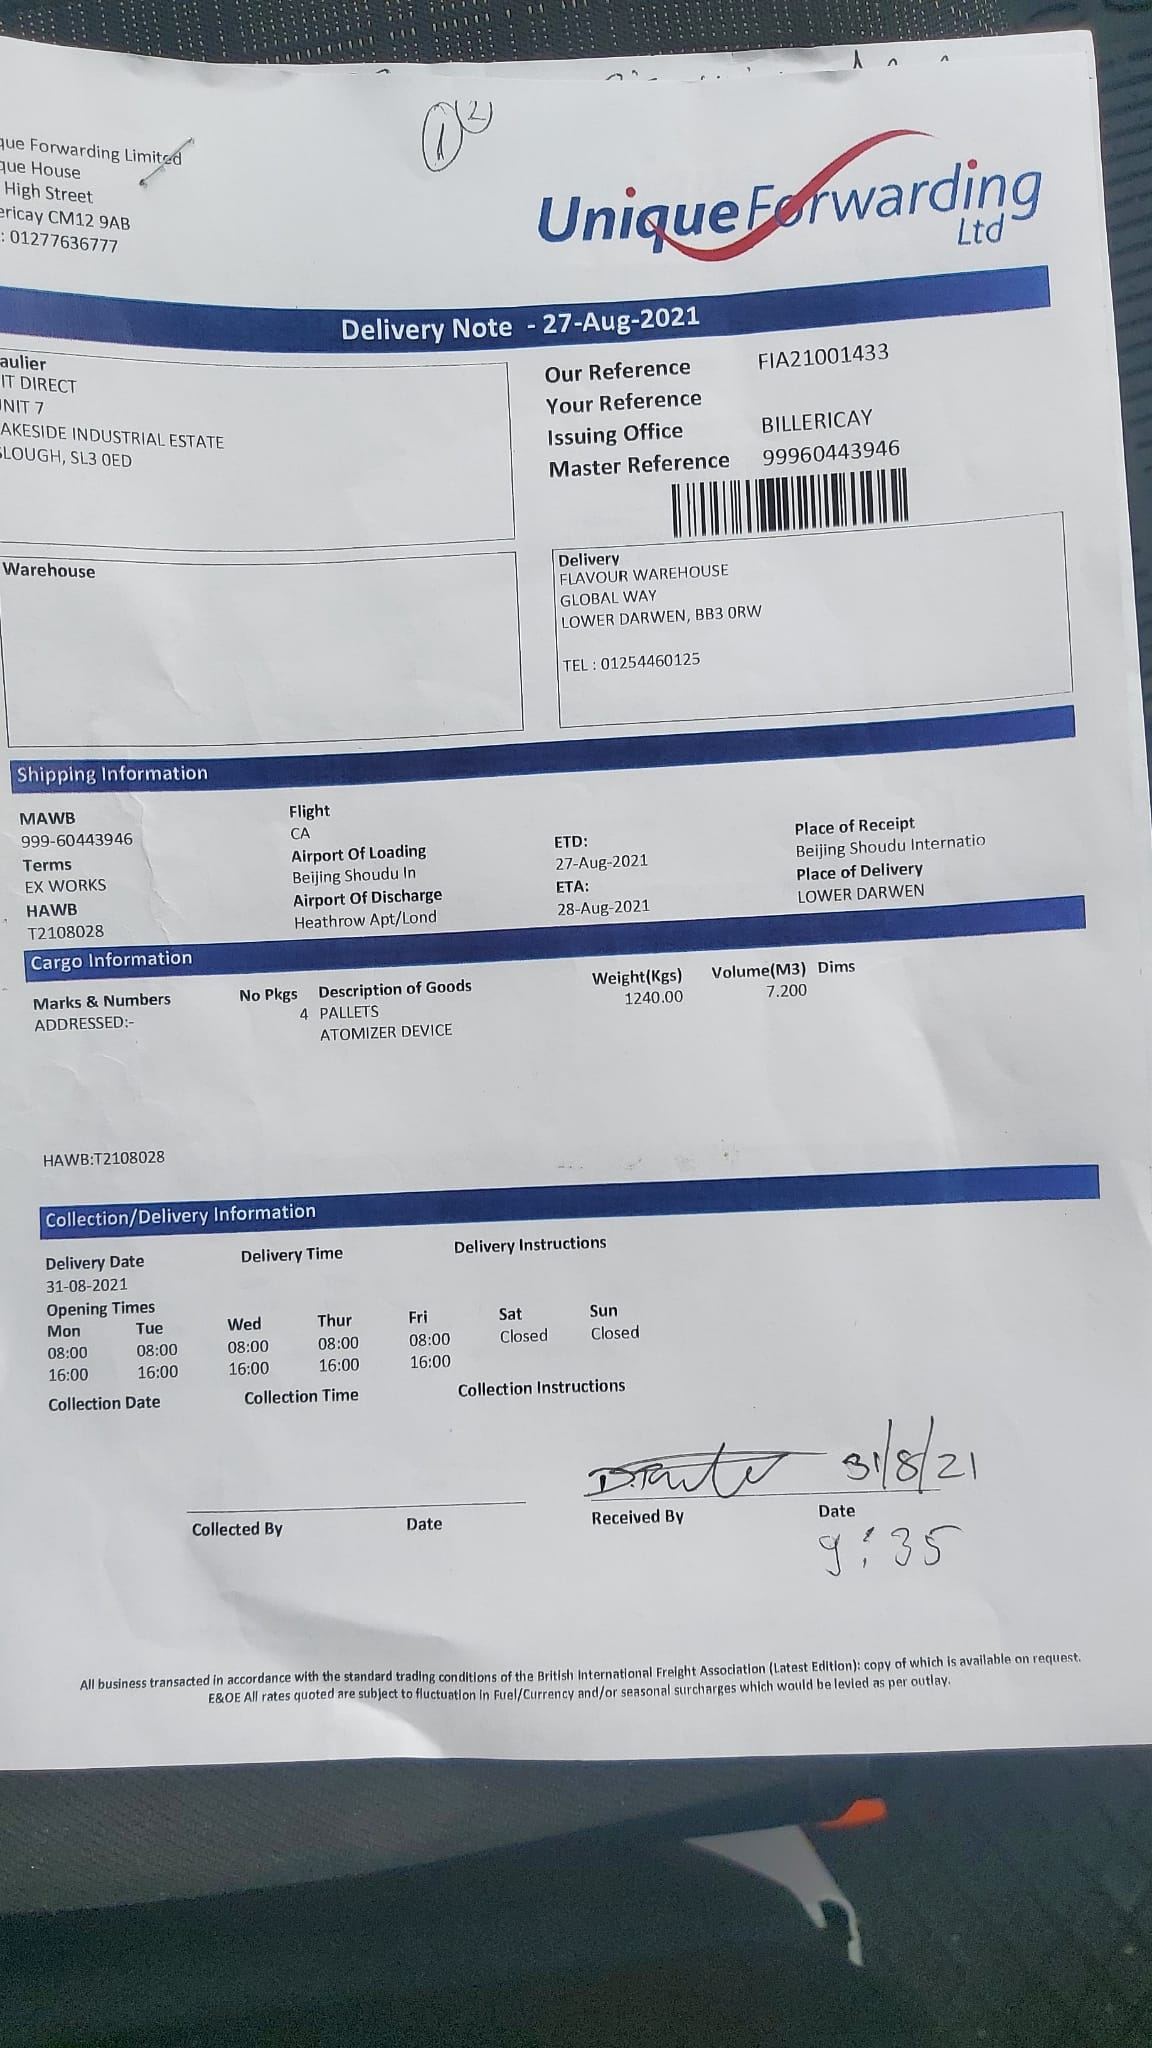 1 (2)
que Forwarding Limited
que House
High Street
ericay CM12 9AB
: 01277636777
UniqueForwarding
Ltd
Delivery Note - 27-Aug-2021
aulier
IT DIRECT
NIT 7
AKESIDE INDUSTRIAL ESTATE
SLOUGH, SL3 0ED
Our Reference FIA21001433
Your Reference
Issuing Office BILLERICAY
Master Reference 99960443946
Warehouse
Delivery
FLAVOUR WAREHOUSE
GLOBAL WAY
LOWER DARWEN, BB3 0RW
TEL : 01254460125
Shipping Information
MAWB
999-60443946
Terms
EX WORKS
HAWB
T2108028
Flight
CA
Airport Of Loading
Beijing Shoudu In
Airport Of Discharge
Heathrow Apt/Lond
ETD:
27-Aug-2021
ETA:
28-Aug-2021
Place of Receipt
Beijing Shoudu Internatio
Place of Delivery
LOWER DARWEN
Cargo Information
Marks & Numbers No Pkgs Description of Goods Weight(Kgs) Volume(M3) Dims
ADDRESSED:- 4 PALLETS 1240.00 7.200
ATOMIZER DEVICE
HAWB:T2108028
Collection/Delivery Information
Delivery Date Delivery Time Delivery Instructions
31-08-2021
Opening Times
Mon Tue Wed Thur Fri Sat Sun
08:00 08:00 08:00 08:00 08:00 Closed Closed
16:00 16:00 16:00 16:00 16:00
Collection Date Collection Time Collection Instructions
31/8/21
Collected By Date Received By Date
9:35
All business transacted in accordance with the standard trading conditions of the British International Freight Association (Latest Edition): copy of which is available on request.
E&OE All rates quoted are subject to fluctuation in Fuel/Currency and/or seasonal surcharges which would be levied as per outlay.